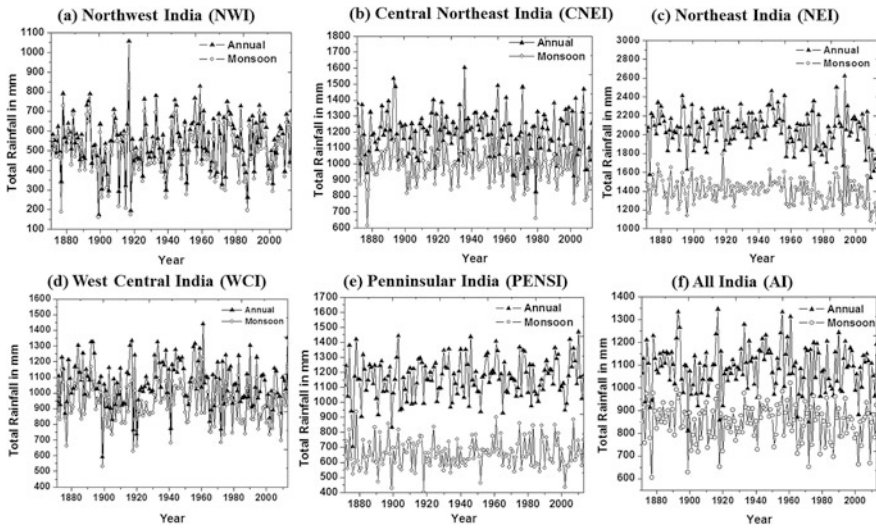 (a) Northwest India (NWI)
1100
1000
900
800
700
600
500
400
300
200
100
Total Rainfall in mm
Annual
Monsoon
1880 1900 1920 1940 1960 1980 2000
Year
(b) Central Northeast India (CNEI)
1800
1700
1600
1500
1400
1300
1200
1100
1000
900
800
700
600
Total Rainfall in mm
Annual
Monsoon
1880 1900 1920 1940 1960 1980 2000
Year
(c) Northeast India (NEI)
3000
2800
2600
2400
2200
2000
1800
1600
1400
1200
1000
Total Rainfall in mm
Annual
Monsoon
1880 1900 1920 1940 1960 1980 2000
Year
(d) West Central India (WCI)
1600
1500
1400
1300
1200
1100
1000
900
800
700
600
500
400
Total Rainfall in mm
Annual
Monsoon
1880 1900 1920 1940 1960 1980 2000
Year
(e) Penninsular India (PENSI)
1700
1600
1500
1400
1300
1200
1100
1000
900
800
700
600
500
400
Total Rainfall in mm
Annual
Monsoon
1880 1900 1920 1940 1960 1980 2000
Year
(f) All India (AI)
1400
1300
1200
1100
1000
900
800
700
600
Total Rainfall in mm
Annual
Monsoon
1880 1900 1920 1940 1960 1980 2000
Year